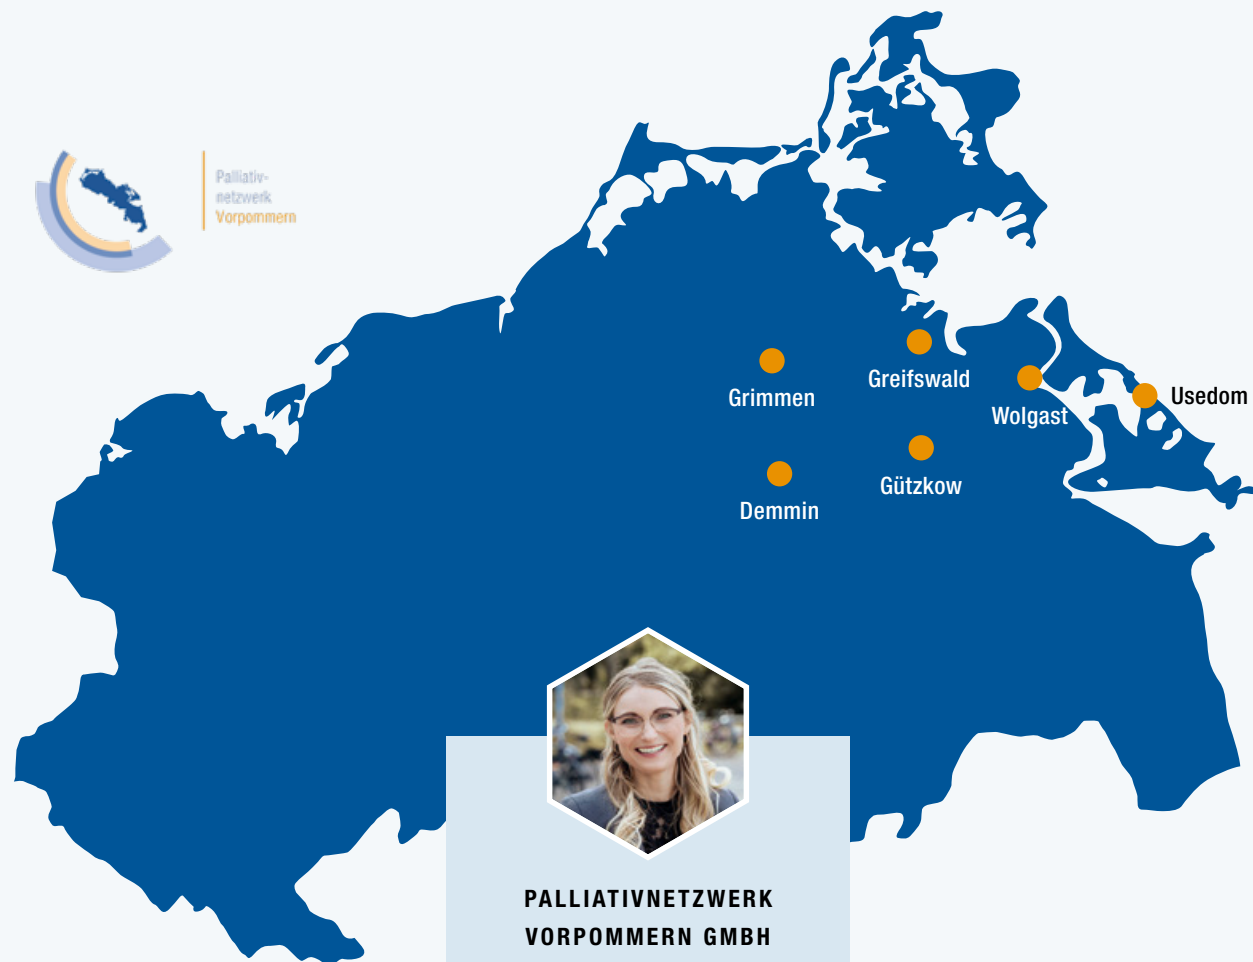 Palliativ-
netzwerk
Vorpommern
Grimmen
Greifswald
Wolgast
Usedom
Demmin
Gützkow
PALLIATIVNETZWERK
VORPOMMERN GMBH